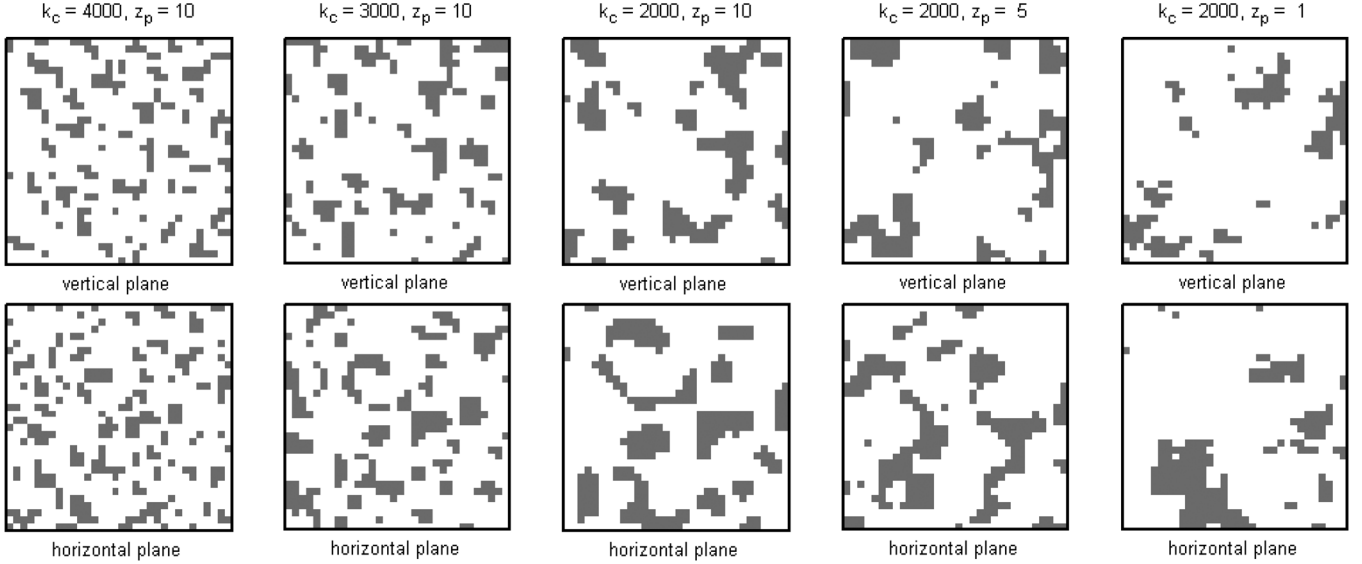 k_c = 4000, z_p = 10
k_c = 3000, z_p = 10
k_c = 2000, z_p = 10
k_c = 2000, z_p = 5
k_c = 2000, z_p = 1
vertical plane
vertical plane
vertical plane
vertical plane
vertical plane
horizontal plane
horizontal plane
horizontal plane
horizontal plane
horizontal plane